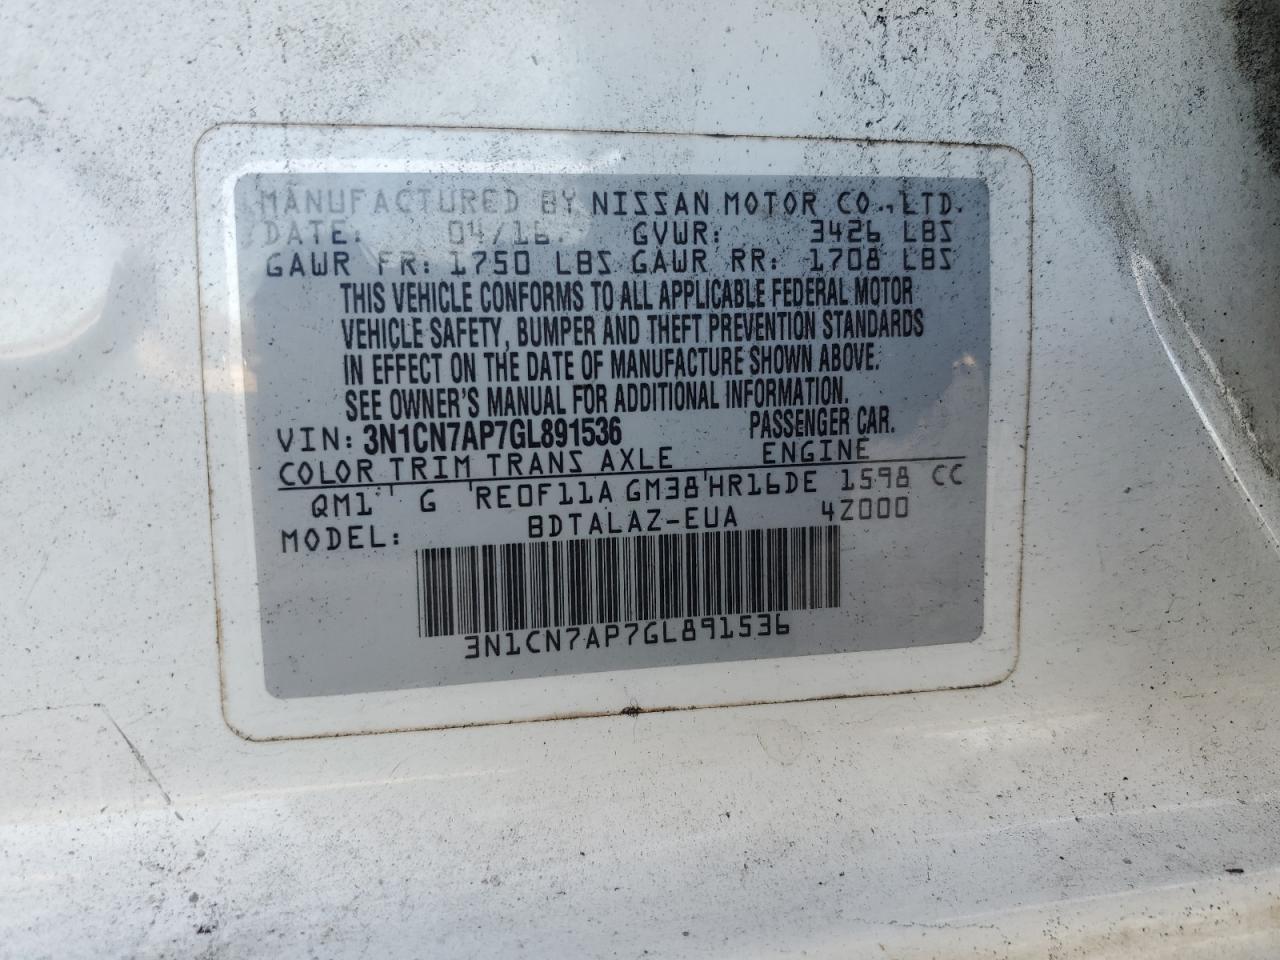 MANUFACTURED BY NISSAN MOTOR CO., LTD.
DATE: 04/16 GVWR: 3426 LBS
GAWR FR: 1750 LBS GAWR RR: 1708 LBS
THIS VEHICLE CONFORMS TO ALL APPLICABLE FEDERAL MOTOR
VEHICLE SAFETY, BUMPER AND THEFT PREVENTION STANDARDS
IN EFFECT ON THE DATE OF MANUFACTURE SHOWN ABOVE.
SEE OWNER'S MANUAL FOR ADDITIONAL INFORMATION.
VIN: 3N1CN7AP7GL891536 PASSENGER CAR.
COLOR TRIM TRANS AXLE ENGINE
QM1 G RE0F11A GM38 HR16DE 1598 CC
MODEL: BDTALAZ-EUA 4Z000
3N1CN7AP7GL891536